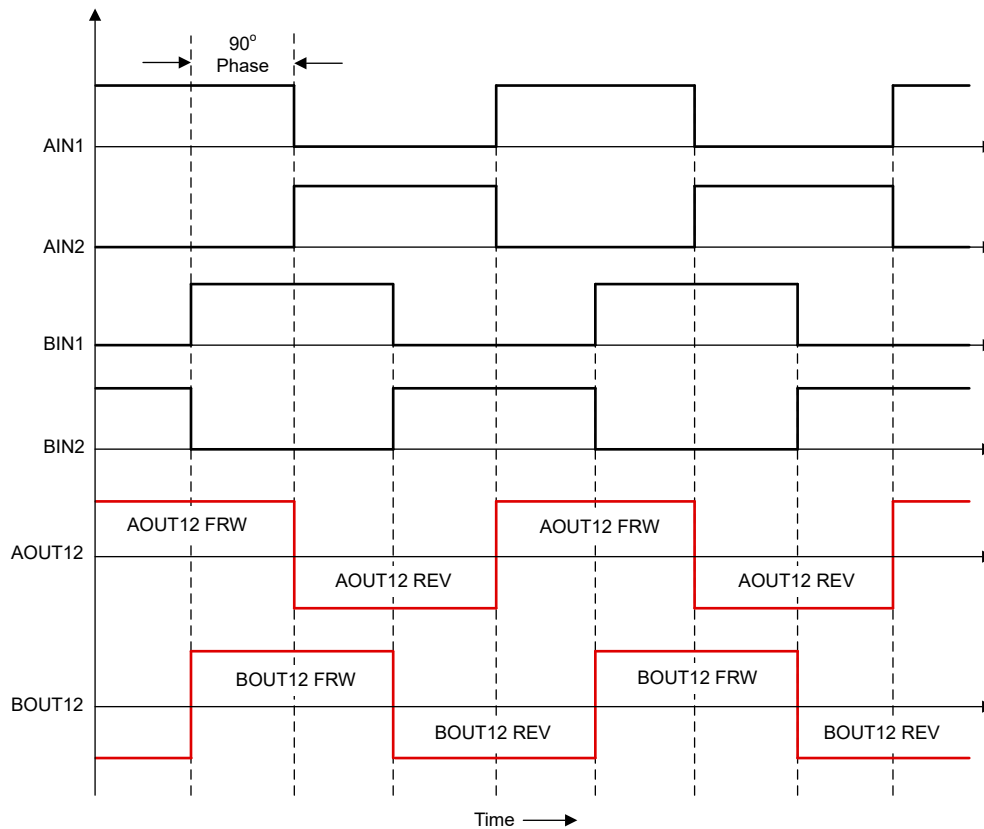 90o
Phase
AIN1
AIN2
BIN1
BIN2
AOUT12 FRW
AOUT12 FRW
AOUT12
AOUT12 REV
AOUT12 REV
BOUT12 FRW
BOUT12 FRW
BOUT12
BOUT12 REV
BOUT12 REV
Time